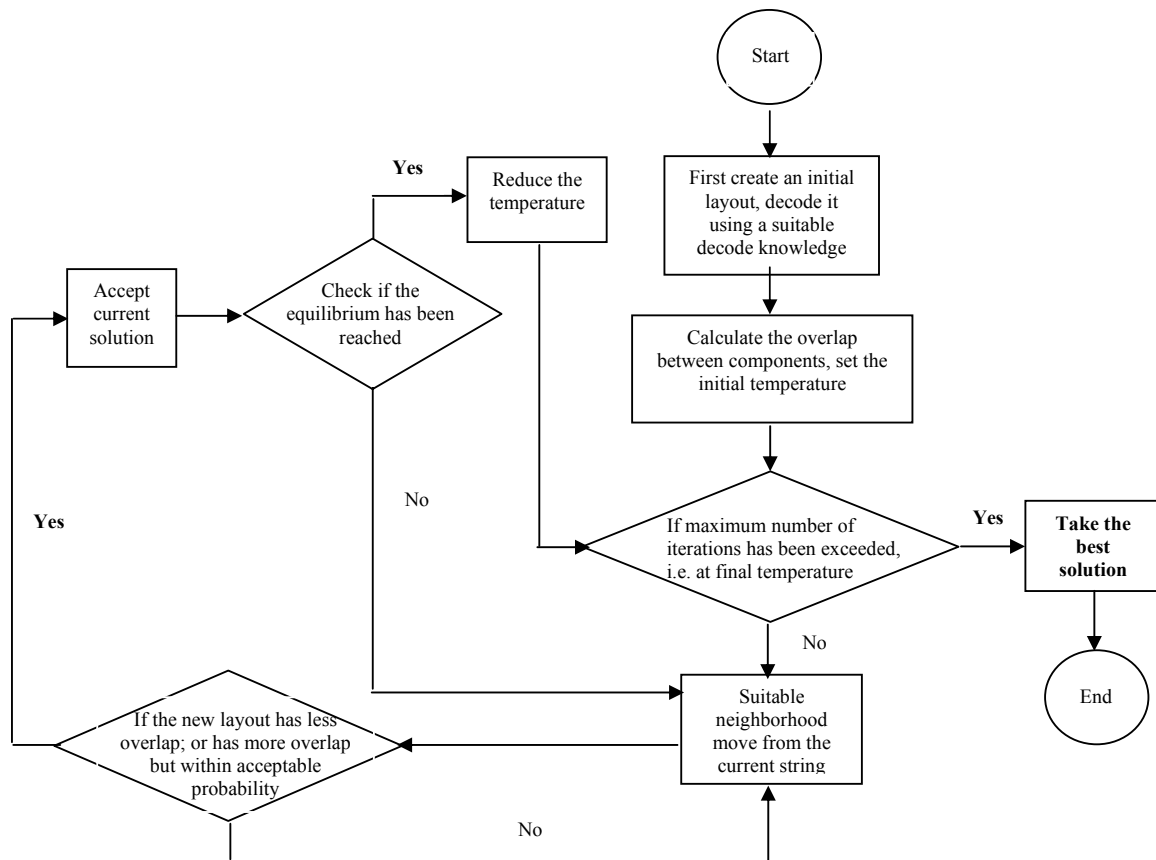 Start
First create an initial
layout, decode it
using a suitable
decode knowledge
Calculate the overlap
between components, set the
initial temperature
If maximum number of
iterations has been exceeded,
i.e. at final temperature
Yes
Take the
best
solution
End
No
Suitable
neighborhood
move from the
current string
If the new layout has less
overlap; or has more overlap
but within acceptable
probability
No
Yes
Accept
current
solution
Check if the
equilibrium has been
reached
No
Yes
Reduce the
temperature